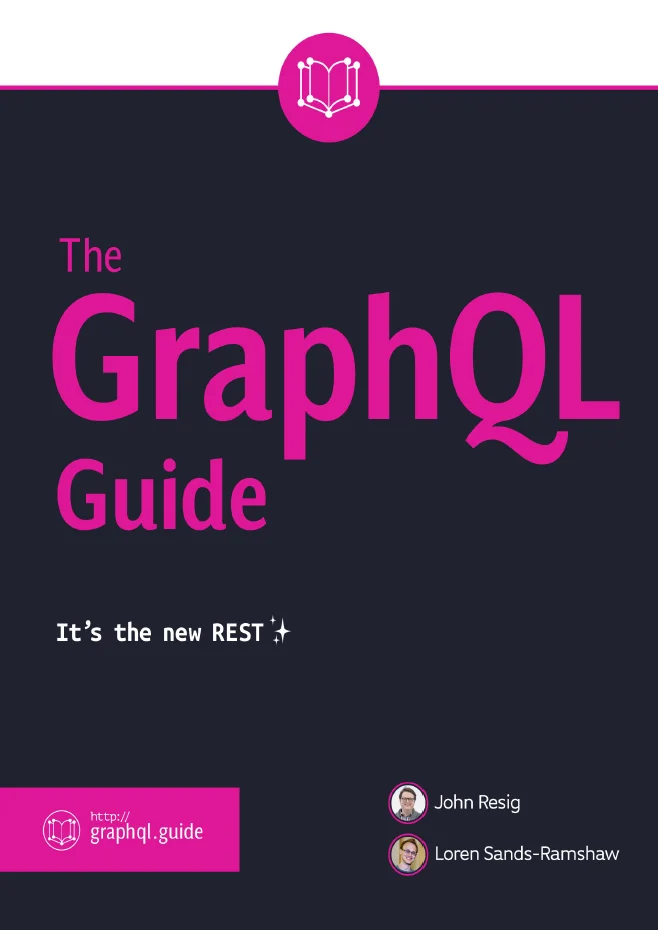 The
GraphQL
Guide
It’s the new REST
http://
graphql.guide
John Resig
Loren Sands-Ramshaw